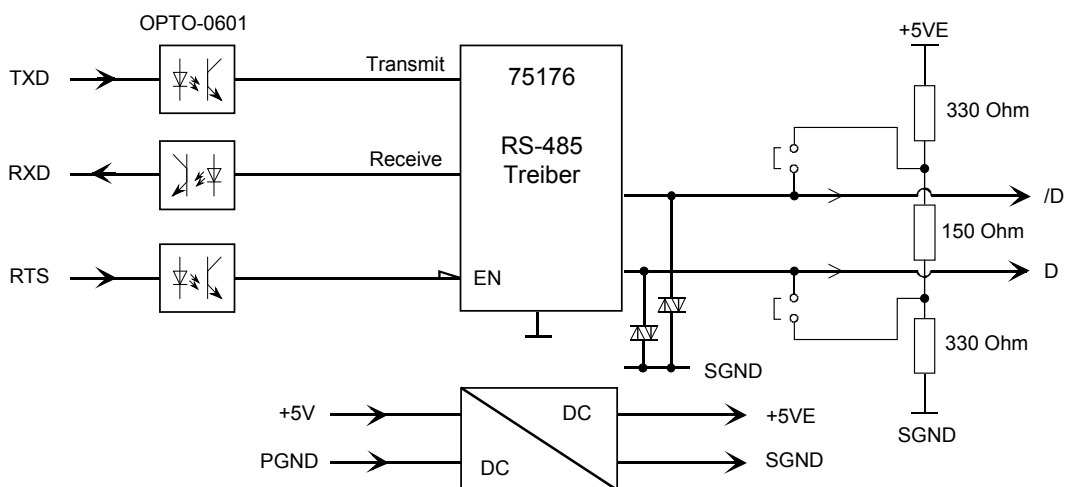 OPTO-0601
+5VE
TXD
Transmit
75176
330 Ohm
RXD
Receive
RS-485
Treiber
/D
150 Ohm
RTS
EN
D
330 Ohm
SGND
+5V
DC
+5VE
SGND
PGND
DC
SGND